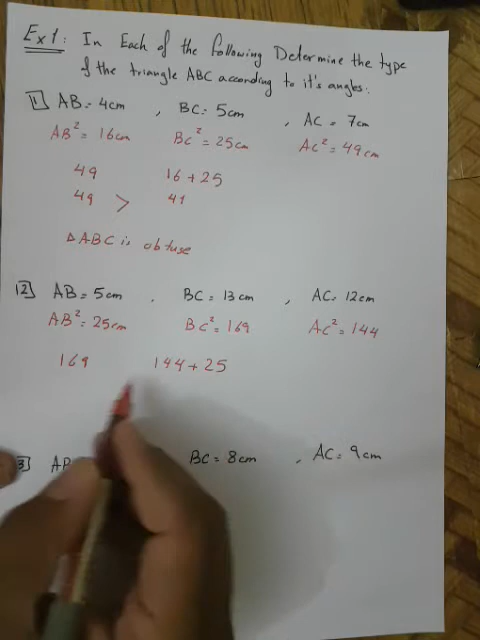 Ex1: In Each of the following Determine the type
of the triangle ABC according to it's angles.
1] AB = 4cm , BC = 5cm , AC = 7cm
AB² = 16cm BC² = 25cm AC² = 49cm
49 16 + 25
49 > 41
△ABC is obtuse
2] AB = 5cm , BC = 13cm , AC = 12cm
AB² = 25cm BC² = 169 AC² = 144
169 144 + 25
3] BC = 8cm , AC = 9cm